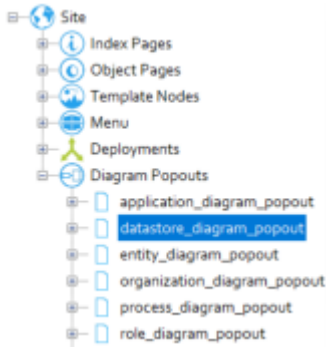 Site
Index Pages
Object Pages
Template Nodes
Menu
Deployments
Diagram Popouts
application_diagram_popout
datastore_diagram_popout
entity_diagram_popout
organization_diagram_popout
process_diagram_popout
role_diagram_popout